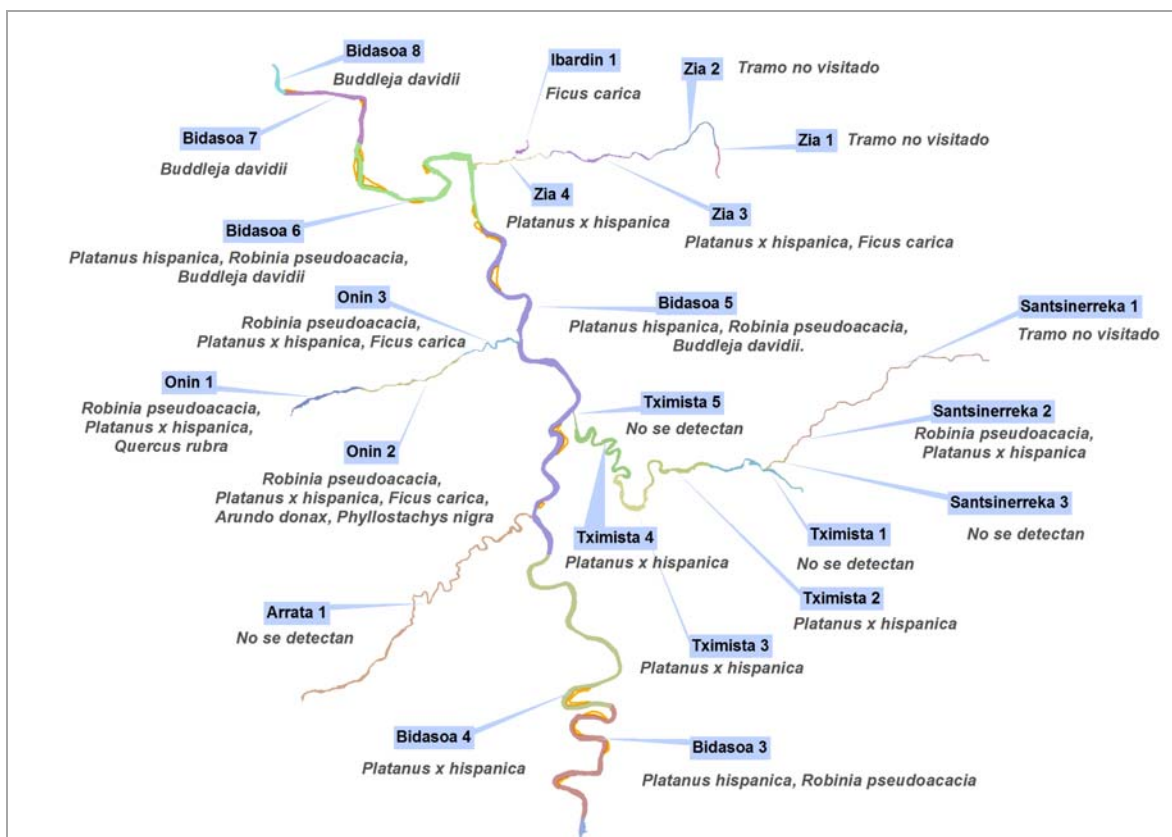 Bidasoa 8
Buddleja davidii
Ibardin 1
Ficus carica
Zia 2
Tramo no visitado
Bidasoa 7
Buddleja davidii
Zia 1
Tramo no visitado
Zia 4
Platanus x hispanica
Zia 3
Platanus x hispanica, Ficus carica
Bidasoa 6
Platanus hispanica, Robinia pseudoacacia,
Buddleja davidii
Onin 3
Robinia pseudoacacia,
Platanus x hispanica, Ficus carica
Bidasoa 5
Platanus hispanica, Robinia pseudoacacia,
Buddleja davidii.
Santsinerreka 1
Tramo no visitado
Onin 1
Robinia pseudoacacia,
Platanus x hispanica,
Quercus rubra
Tximista 5
No se detectan
Santsinerreka 2
Robinia pseudoacacia,
Platanus x hispanica
Onin 2
Robinia pseudoacacia,
Platanus x hispanica, Ficus carica,
Arundo donax, Phyllostachys nigra
Santsinerreka 3
No se detectan
Tximista 4
Platanus x hispanica
Tximista 1
No se detectan
Tximista 2
Platanus x hispanica
Arrata 1
No se detectan
Tximista 3
Platanus x hispanica
Bidasoa 4
Platanus x hispanica
Bidasoa 3
Platanus hispanica, Robinia pseudoacacia